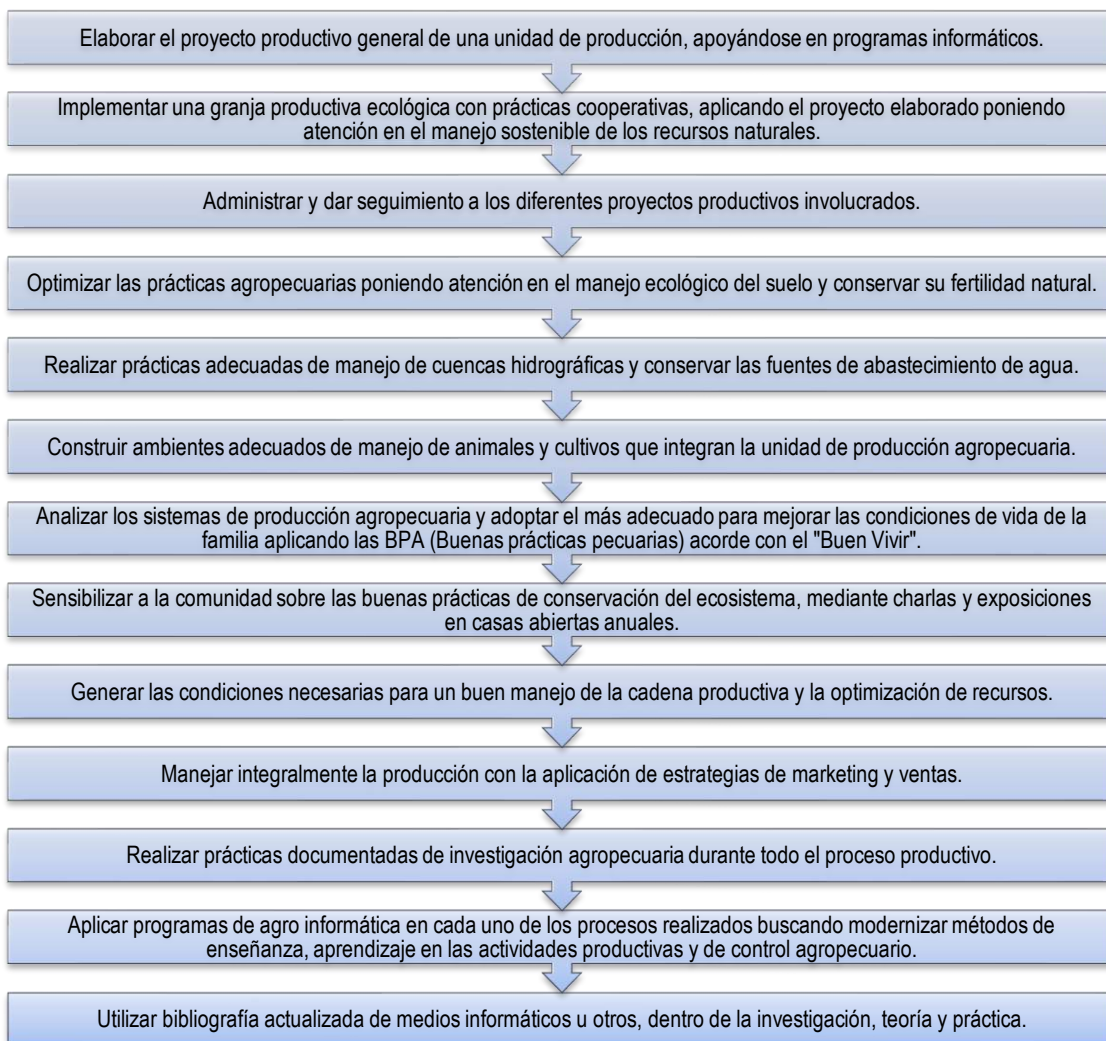 Elaborar el proyecto productivo general de una unidad de producción, apoyándose en programas informáticos.
Implementar una granja productiva ecológica con prácticas cooperativas, aplicando el proyecto elaborado poniendo
atención en el manejo sostenible de los recursos naturales.
Administrar y dar seguimiento a los diferentes proyectos productivos involucrados.
Optimizar las prácticas agropecuarias poniendo atención en el manejo ecológico del suelo y conservar su fertilidad natural.
Realizar prácticas adecuadas de manejo de cuencas hidrográficas y conservar las fuentes de abastecimiento de agua.
Construir ambientes adecuados de manejo de animales y cultivos que integran la unidad de producción agropecuaria.
Analizar los sistemas de producción agropecuaria y adoptar el más adecuado para mejorar las condiciones de vida de la
familia aplicando las BPA (Buenas prácticas pecuarias) acorde con el "Buen Vivir".
Sensibilizar a la comunidad sobre las buenas prácticas de conservación del ecosistema, mediante charlas y exposiciones
en casas abiertas anuales.
Generar las condiciones necesarias para un buen manejo de la cadena productiva y la optimización de recursos.
Manejar integralmente la producción con la aplicación de estrategias de marketing y ventas.
Realizar prácticas documentadas de investigación agropecuaria durante todo el proceso productivo.
Aplicar programas de agro informática en cada uno de los procesos realizados buscando modernizar métodos de
enseñanza, aprendizaje en las actividades productivas y de control agropecuario.
Utilizar bibliografía actualizada de medios informáticos u otros, dentro de la investigación, teoría y práctica.